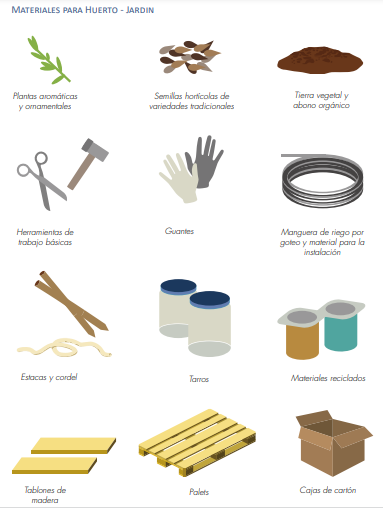 Materiales para Huerto - Jardin
Plantas aromáticas
y ornamentales
Semillas hortícolas de
variedades tradicionales
Tierra vegetal y
abono orgánico
Herramientas de
trabajo básicas
Guantes
Manguera de riego por
goteo y material para la
instalación
Estacas y cordel
Tarros
Materiales reciclados
Tablones de
madera
Palets
Cajas de cartón